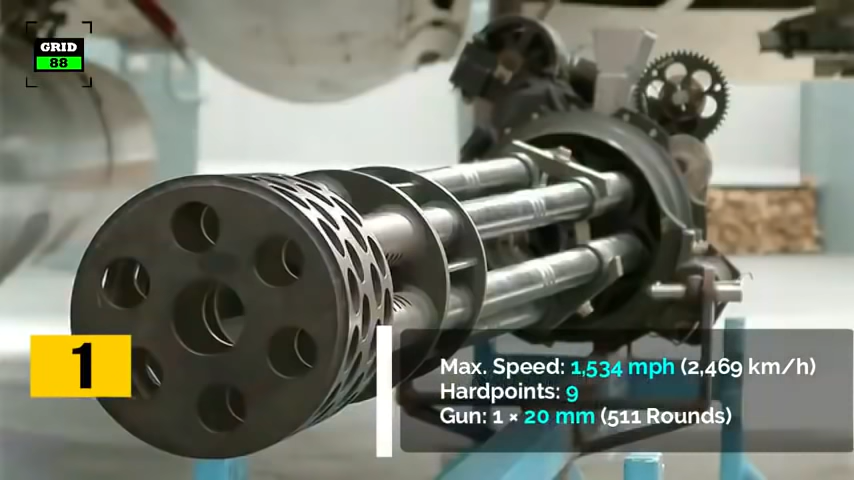 GRID
88
1
Max. Speed: 1,534 mph (2,469 km/h)
Hardpoints: 9
Gun: 1 × 20 mm (511 Rounds)